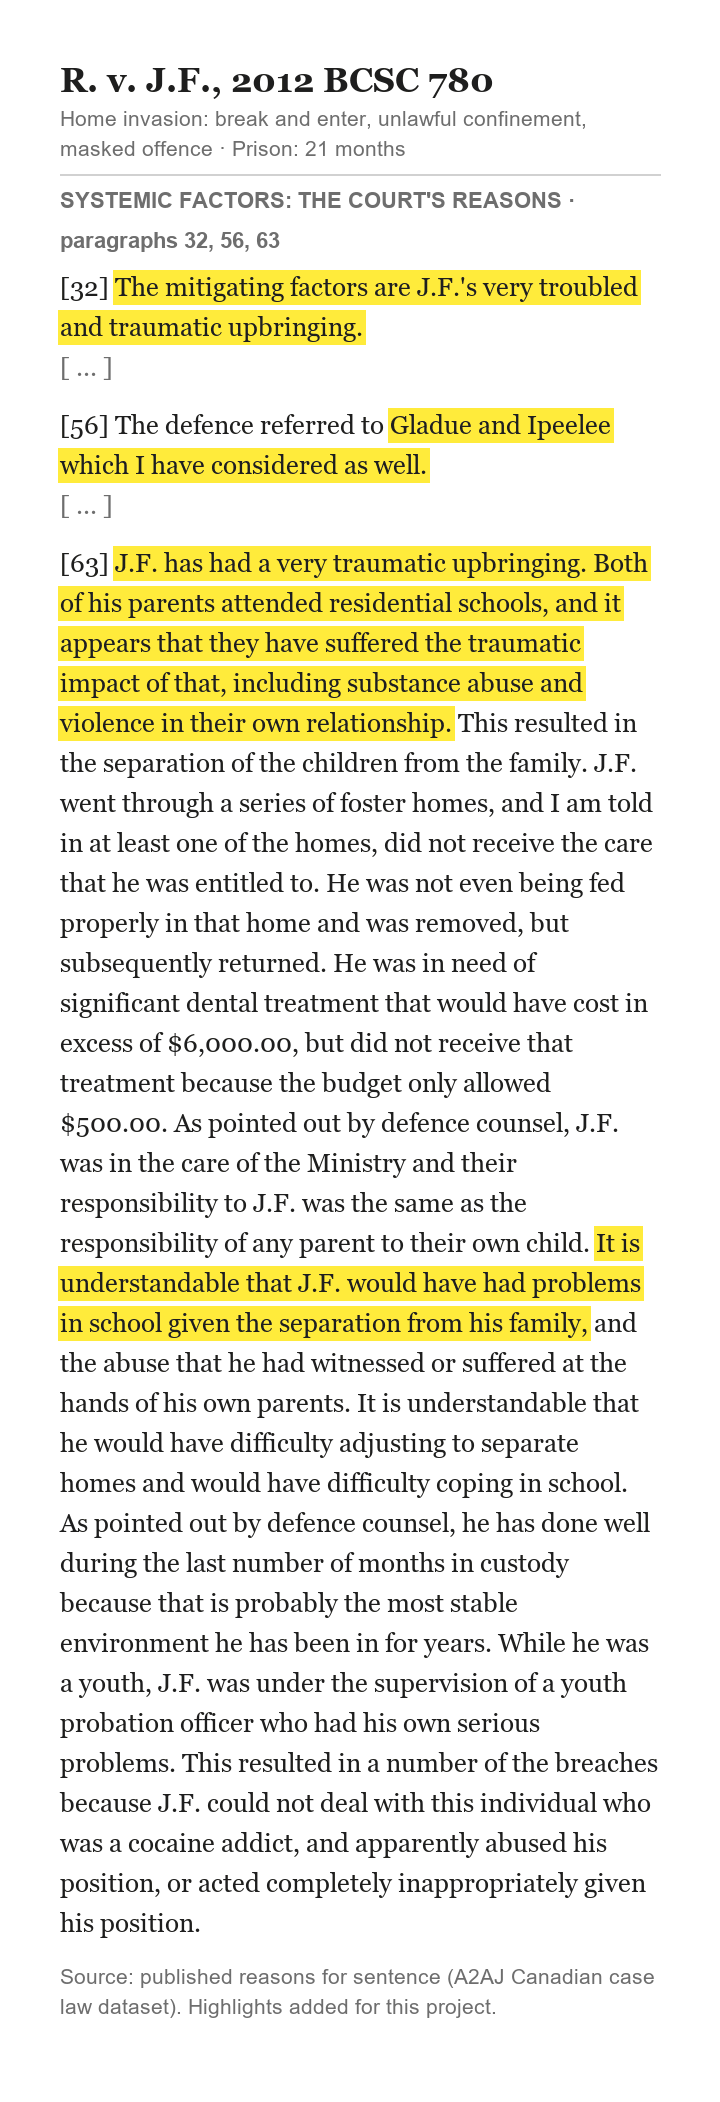 R. v. J.F., 2012 BCSC 780
Home invasion: break and enter, unlawful confinement,
masked offence · Prison: 21 months
SYSTEMIC FACTORS: THE COURT'S REASONS ·
paragraphs 32, 56, 63
[32] The mitigating factors are J.F.'s very troubled
and traumatic upbringing.
[ ... ]
[56] The defence referred to Gladue and Ipeelee
which I have considered as well.
[ ... ]
[63] J.F. has had a very traumatic upbringing. Both
of his parents attended residential schools, and it
appears that they have suffered the traumatic
impact of that, including substance abuse and
violence in their own relationship. This resulted in
the separation of the children from the family. J.F.
went through a series of foster homes, and I am told
in at least one of the homes, did not receive the care
that he was entitled to. He was not even being fed
properly in that home and was removed, but
subsequently returned. He was in need of
significant dental treatment that would have cost in
excess of $6,000.00, but did not receive that
treatment because the budget only allowed
$500.00. As pointed out by defence counsel, J.F.
was in the care of the Ministry and their
responsibility to J.F. was the same as the
responsibility of any parent to their own child. It is
understandable that J.F. would have had problems
in school given the separation from his family, and
the abuse that he had witnessed or suffered at the
hands of his own parents. It is understandable that
he would have difficulty adjusting to separate
homes and would have difficulty coping in school.
As pointed out by defence counsel, he has done well
during the last number of months in custody
because that is probably the most stable
environment he has been in for years. While he was
a youth, J.F. was under the supervision of a youth
probation officer who had his own serious
problems. This resulted in a number of the breaches
because J.F. could not deal with this individual who
was a cocaine addict, and apparently abused his
position, or acted completely inappropriately given
his position.
Source: published reasons for sentence (A2AJ Canadian case
law dataset). Highlights added for this project.